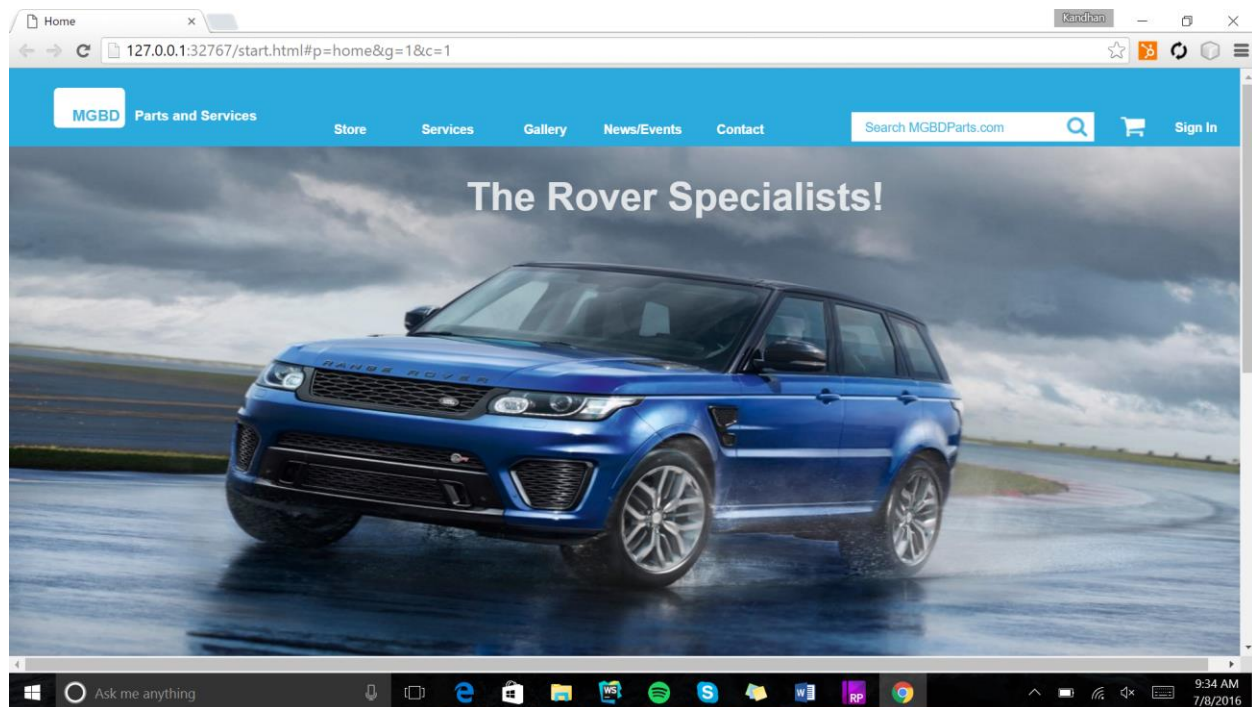 Home
Kandhan
127.0.0.1:32767/start.html#p=home&g=1&c=1
MGBD Parts and Services
Store Services Gallery News/Events Contact
Search MGBDParts.com
Sign In
The Rover Specialists!
RANGE ROVER
Ask me anything
WS
S
W
RP
9:34 AM
7/8/2016